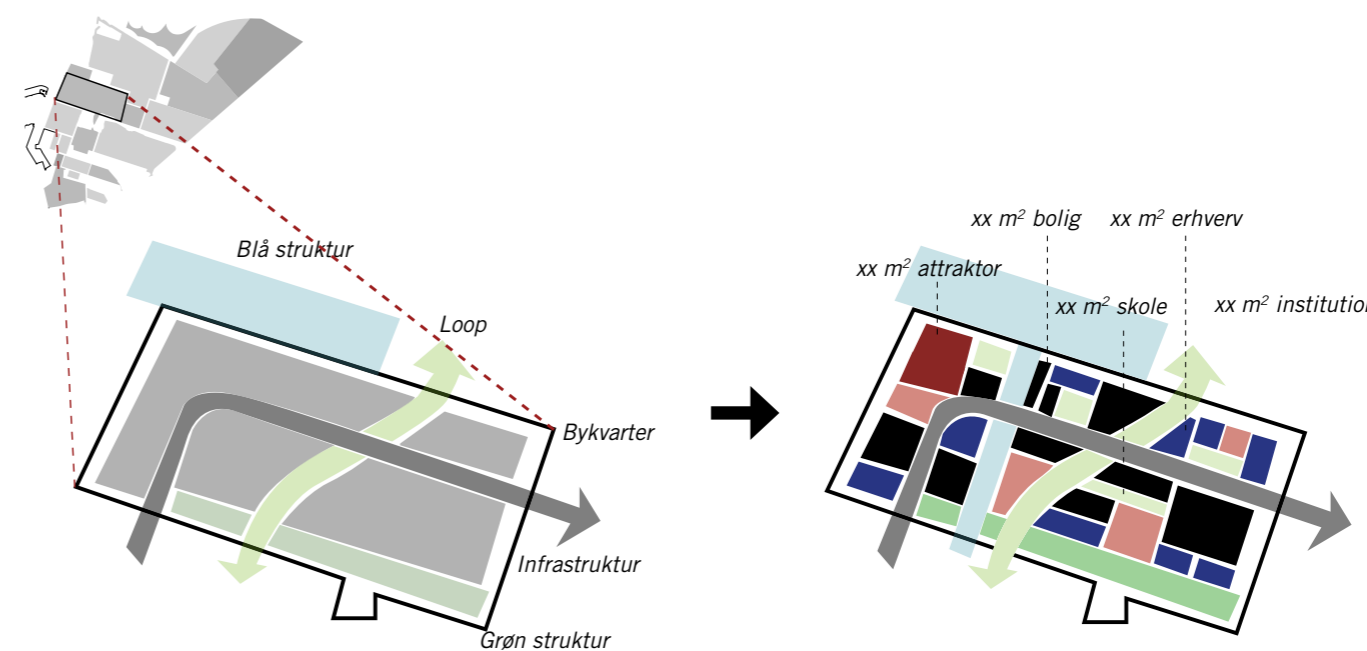 Blå struktur
Loop
Bykvarter
Infrastruktur
Grøn struktur
xx m² bolig
xx m² erhverv
xx m² attraktor
xx m² skole
xx m² institution